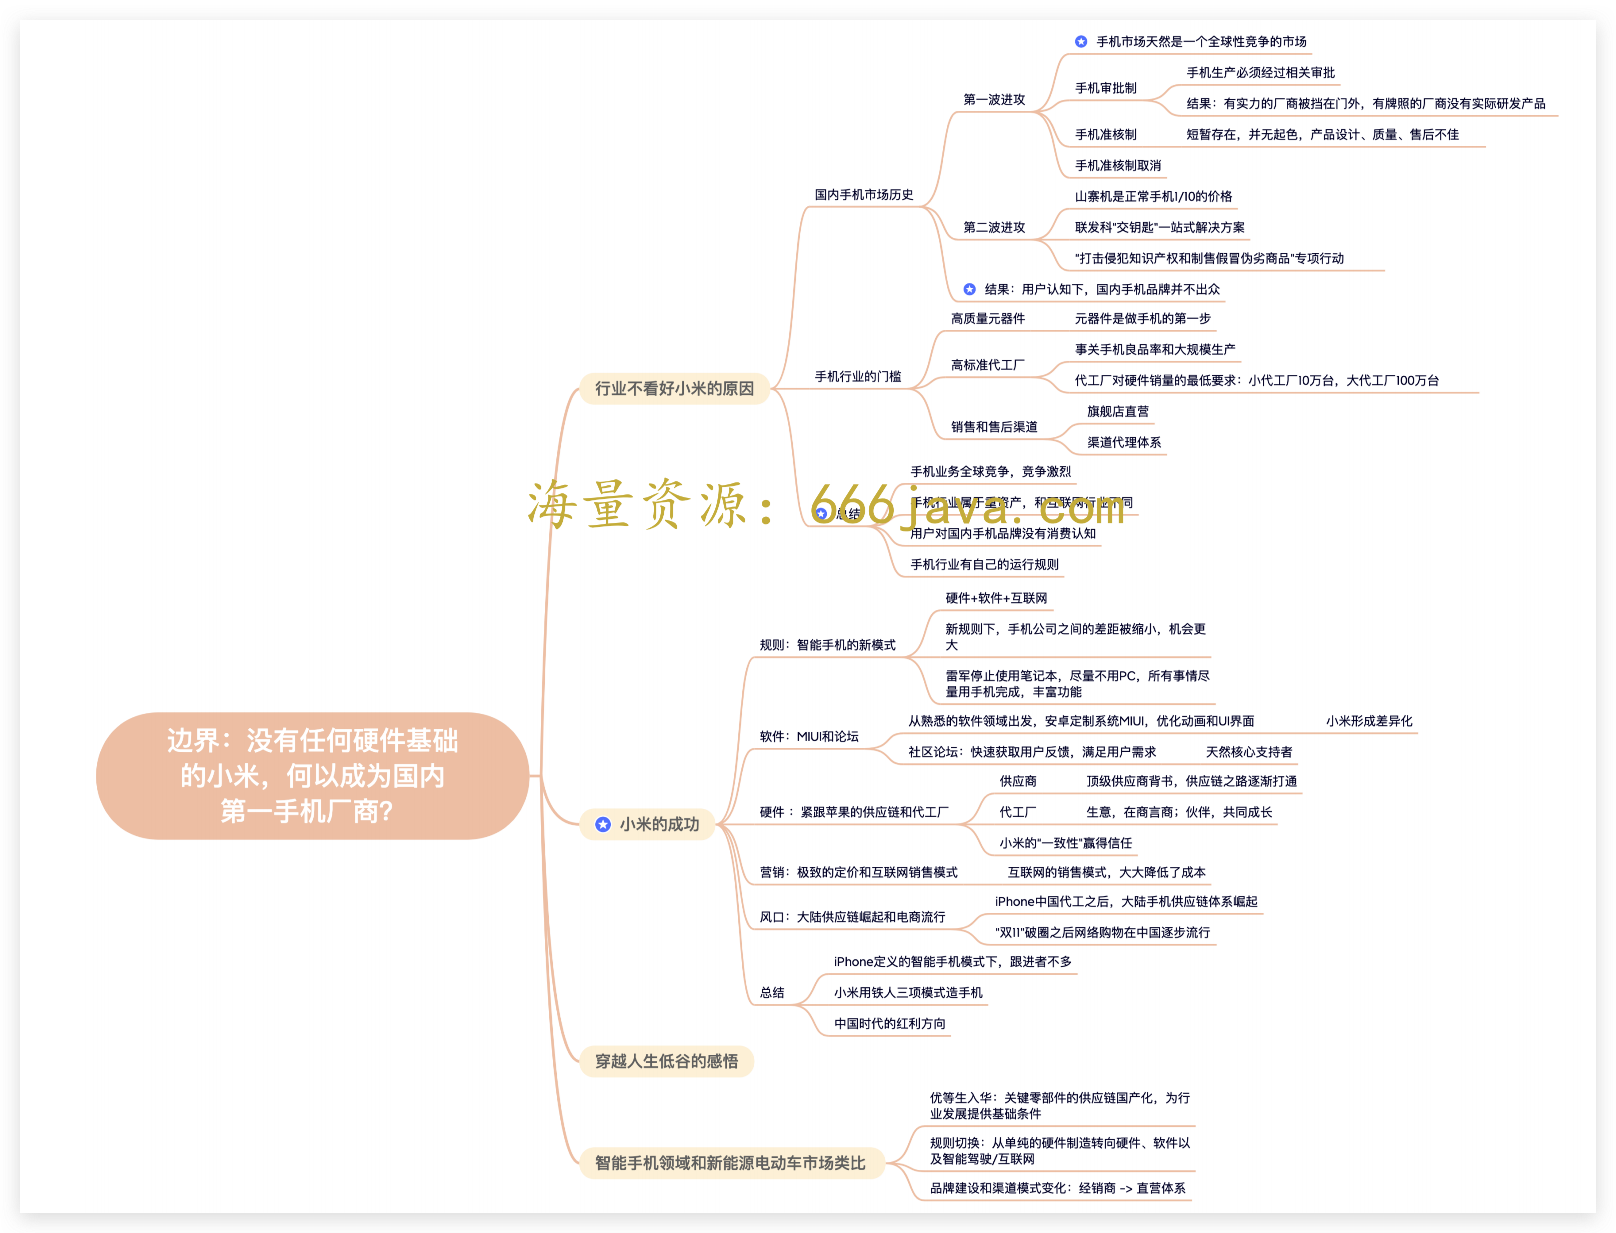 边界：没有任何硬件基础
的小米，何以成为国内
第一手机厂商？
行业不看好小米的原因
国内手机市场历史
第一波进攻
手机市场天然是一个全球性竞争的市场
手机审批制
手机生产必须经过相关审批
结果：有实力的厂商被挡在门外，有牌照的厂商没有实际研发产品
手机准核制
短暂存在，并无起色，产品设计、质量、售后不佳
手机准核制取消
第二波进攻
山寨机是正常手机1/10的价格
联发科"交钥匙"一站式解决方案
"打击侵犯知识产权和制售假冒伪劣商品"专项行动
结果：用户认知下，国内手机品牌并不出众
手机行业的门槛
高质量元器件
元器件是做手机的第一步
高标准代工厂
事关手机良品率和大规模生产
代工厂对硬件销量的最低要求：小代工厂10万台，大代工厂100万台
销售和售后渠道
旗舰店直营
渠道代理体系
总结
手机业务全球竞争，竞争激烈
手机行业属于重资产，和互联网行业不同
用户对国内手机品牌没有消费认知
手机行业有自己的运行规则
海量资源：666java.com
小米的成功
规则：智能手机的新模式
硬件+软件+互联网
新规则下，手机公司之间的差距被缩小，机会更
大
雷军停止使用笔记本，尽量不用PC，所有事情尽
量用手机完成，丰富功能
软件：MIUI和论坛
从熟悉的软件领域出发，安卓定制系统MIUI，优化动画和UI界面
小米形成差异化
社区论坛：快速获取用户反馈，满足用户需求
天然核心支持者
硬件：紧跟苹果的供应链和代工厂
供应商
顶级供应商背书，供应链之路逐渐打通
代工厂
生意，在商言商；伙伴，共同成长
小米的"一致性"赢得信任
营销：极致的定价和互联网销售模式
互联网的销售模式，大大降低了成本
风口：大陆供应链崛起和电商流行
iPhone中国代工之后，大陆手机供应链体系崛起
"双11"破圈之后网络购物在中国逐步流行
总结
iPhone定义的智能手机模式下，跟进者不多
小米用铁人三项模式造手机
中国时代的红利方向
穿越人生低谷的感悟
智能手机领域和新能源电动车市场类比
优等生入华：关键零部件的供应链国产化，为行
业发展提供基础条件
规则切换：从单纯的硬件制造转向硬件、软件以
及智能驾驶/互联网
品牌建设和渠道模式变化：经销商 -> 直营体系